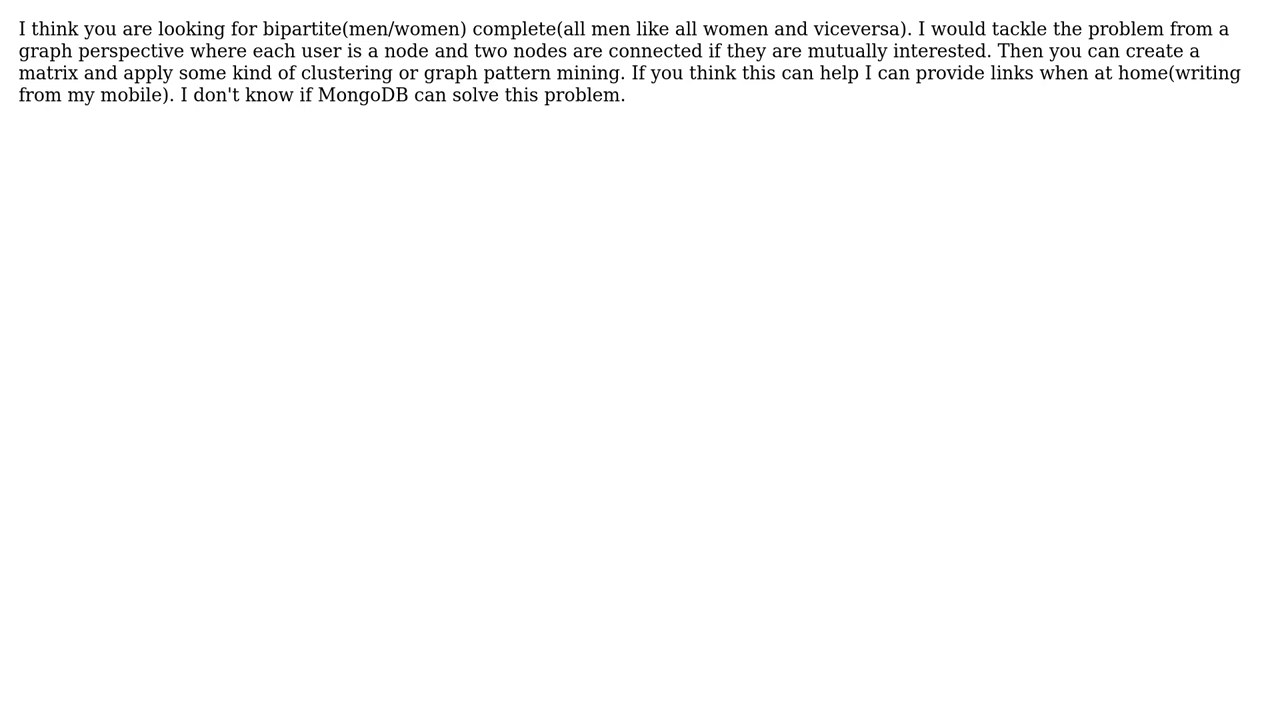 I think you are looking for bipartite(men/women) complete(all men like all women and viceversa). I would tackle the problem from a
graph perspective where each user is a node and two nodes are connected if they are mutually interested. Then you can create a
matrix and apply some kind of clustering or graph pattern mining. If you think this can help I can provide links when at home(writing
from my mobile). I don't know if MongoDB can solve this problem.